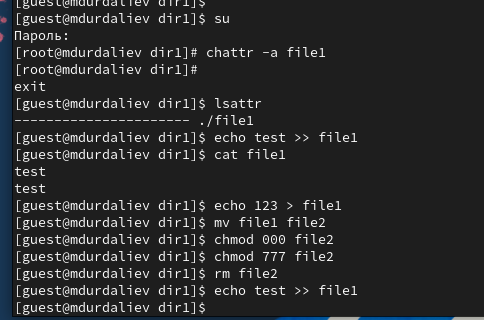 [guest@mdurdaliev dir1]$
[guest@mdurdaliev dir1]$ su
Пароль:
[root@mdurdaliev dir1]# chattr -a file1
[root@mdurdaliev dir1]#
exit
[guest@mdurdaliev dir1]$ lsattr
---------------------- ./file1
[guest@mdurdaliev dir1]$ echo test >> file1
[guest@mdurdaliev dir1]$ cat file1
test
test
[guest@mdurdaliev dir1]$ echo 123 > file1
[guest@mdurdaliev dir1]$ mv file1 file2
[guest@mdurdaliev dir1]$ chmod 000 file2
[guest@mdurdaliev dir1]$ chmod 777 file2
[guest@mdurdaliev dir1]$ rm file2
[guest@mdurdaliev dir1]$ echo test >> file1
[guest@mdurdaliev dir1]$